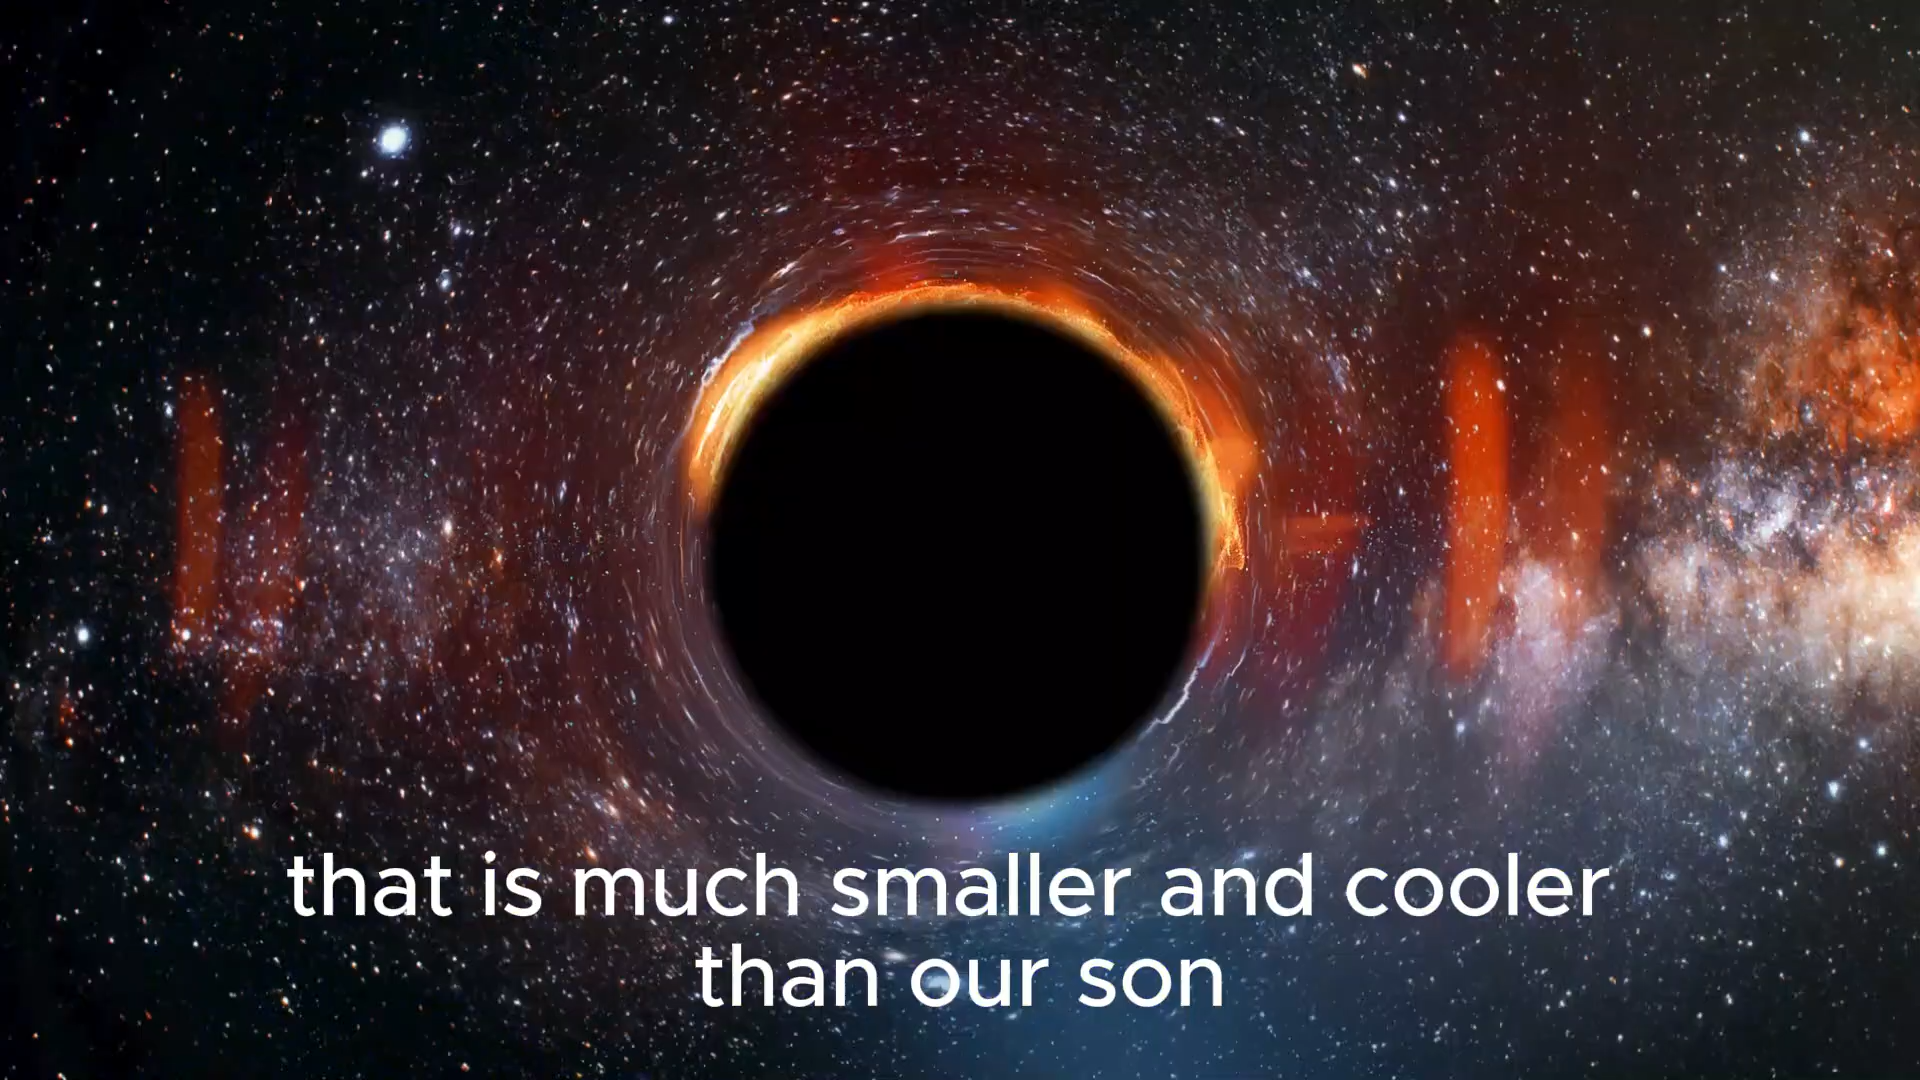 that is much smaller and cooler
than our son